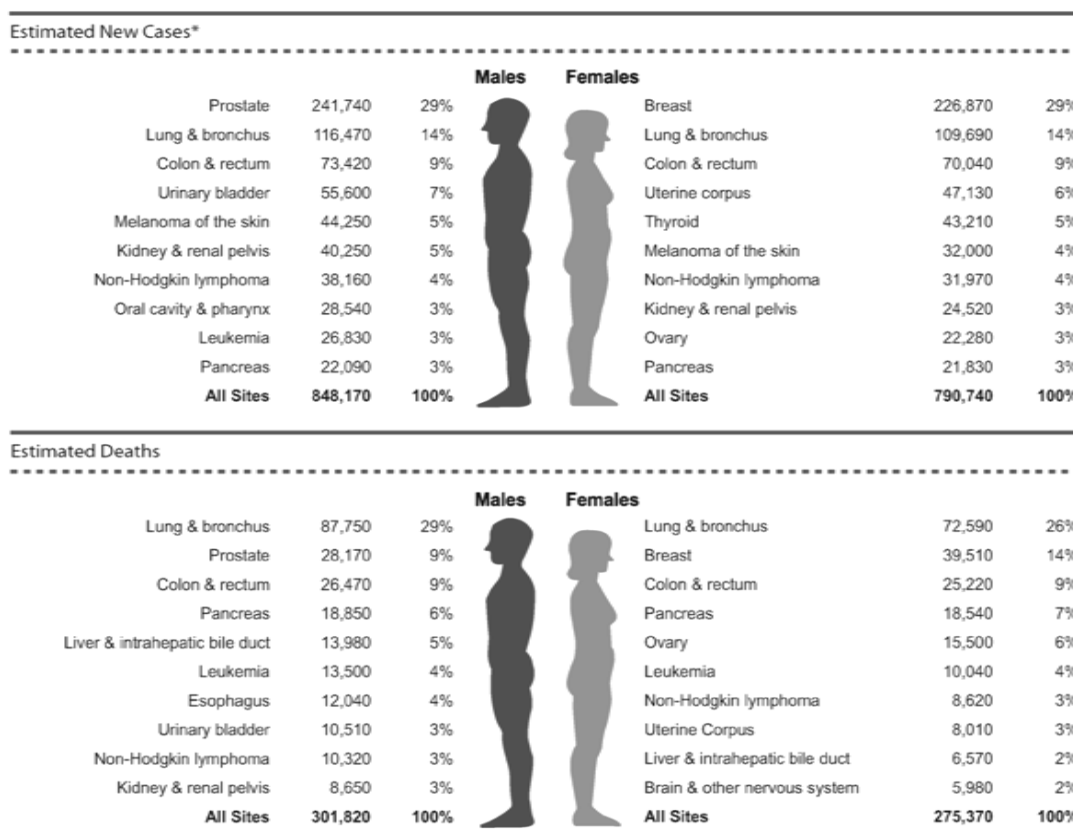 Estimated New Cases*
Males Females
Prostate 241,740 29% Breast 226,870 29%
Lung & bronchus 116,470 14% Lung & bronchus 109,690 14%
Colon & rectum 73,420 9% Colon & rectum 70,040 9%
Urinary bladder 55,600 7% Uterine corpus 47,130 6%
Melanoma of the skin 44,250 5% Thyroid 43,210 5%
Kidney & renal pelvis 40,250 5% Melanoma of the skin 32,000 4%
Non-Hodgkin lymphoma 38,160 4% Non-Hodgkin lymphoma 31,970 4%
Oral cavity & pharynx 28,540 3% Kidney & renal pelvis 24,520 3%
Leukemia 26,830 3% Ovary 22,280 3%
Pancreas 22,090 3% Pancreas 21,830 3%
All Sites 848,170 100% All Sites 790,740 100%
Estimated Deaths
Males Females
Lung & bronchus 87,750 29% Lung & bronchus 72,590 26%
Prostate 28,170 9% Breast 39,510 14%
Colon & rectum 26,470 9% Colon & rectum 25,220 9%
Pancreas 18,850 6% Pancreas 18,540 7%
Liver & intrahepatic bile duct 13,980 5% Ovary 15,500 6%
Leukemia 13,500 4% Leukemia 10,040 4%
Esophagus 12,040 4% Non-Hodgkin lymphoma 8,620 3%
Urinary bladder 10,510 3% Uterine Corpus 8,010 3%
Non-Hodgkin lymphoma 10,320 3% Liver & intrahepatic bile duct 6,570 2%
Kidney & renal pelvis 8,650 3% Brain & other nervous system 5,980 2%
All Sites 301,820 100% All Sites 275,370 100%